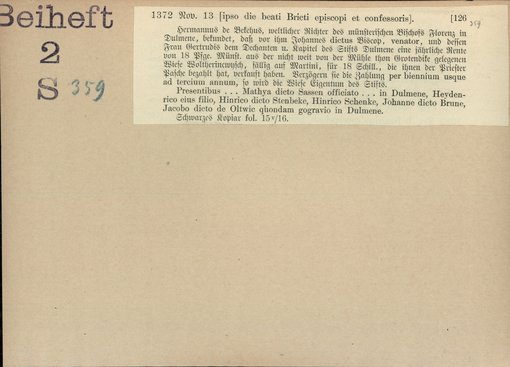 Beiheft
2
S 359
1372 Nov. 13 [ipso die beati Bricti episcopi et confessoris]. [126
359
Hermannus de Bekehus, weltlicher Richter des münsterischen Bischofs Florenz in
Dulmene, bekundet, daß vor ihm Johannes dictus Biscop, venator, und dessen
Frau Gertrudis dem Dechanten u. Kapitel des Stifts Dulmene eine jährliche Rente
von 18 Pfge. Münst. aus der nicht weit von der Mühle thon Grotendike gelegenen
Wiese Woltherinewysch, fällig auf Martini, für 18 Schill., die ihnen der Priester
Pasche bezahlt hat, verkauft haben. Verzögern sie die Zahlung per biennium usque
ad tercium annum, so wird die Wiese Eigentum des Stifts.
Presentibus . . . Mathya dicto Sassen officiato . . . in Dulmene, Heyden-
rico eius filio, Hinrico dicto Stenbeke, Hinrico Schenke, Johanne dicto Brune,
Jacobo dicto de Oltwic qhondam gogravio in Dulmene.
Schwarzes Kopiar fol. 15ᵛ/16.